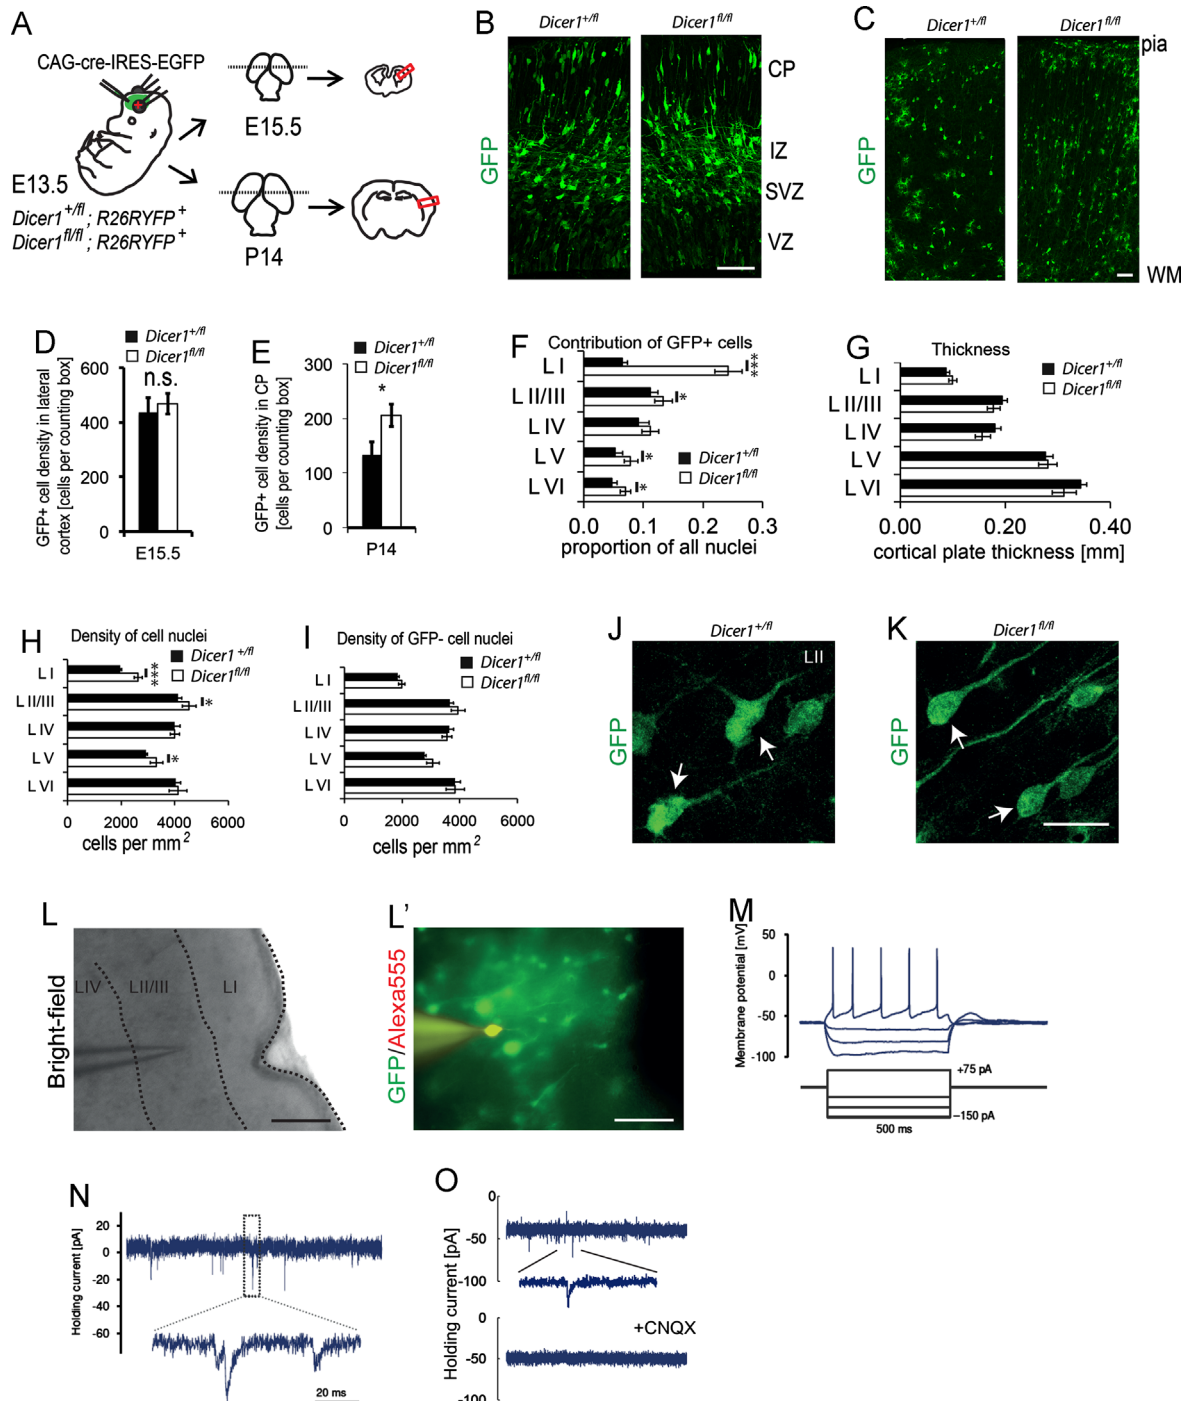 A
CAG-cre-IRES-EGFP
E13.5
Dicer1+/fl; R26RYFP+
Dicer1fl/fl; R26RYFP+
E15.5
P14
B
Dicer1+/fl
Dicer1fl/fl
GFP
CP
IZ
SVZ
VZ
C
Dicer1+/fl
Dicer1fl/fl
GFP
pia
WM
D
Dicer1+/fl
Dicer1fl/fl
n.s.
GFP+ cell density in lateral
cortex [cells per counting box]
600
400
200
0
E15.5
E
Dicer1+/fl
Dicer1fl/fl
*
GFP+ cell density in CP
[cells per counting box]
300
200
100
0
P14
F
Contribution of GFP+ cells
L I
***
L II/III
*
L IV
L V
*
L VI
*
Dicer1+/fl
Dicer1fl/fl
0 0.1 0.2 0.3
proportion of all nuclei
G
Thickness
Dicer1+/fl
Dicer1fl/fl
L I
L II/III
L IV
L V
L VI
0.00 0.20 0.40
cortical plate thickness [mm]
H
Density of cell nuclei
Dicer1+/fl
Dicer1fl/fl
L I
***
L II/III
*
L IV
L V
*
L VI
0 2000 4000 6000
cells per mm2
I
Density of GFP- cell nuclei
Dicer1+/fl
Dicer1fl/fl
L I
L II/III
L IV
L V
L VI
0 2000 4000 6000
cells per mm2
J
Dicer1+/fl
LII
GFP
K
Dicer1fl/fl
GFP
L
Bright-field
LIV
LII/III
LI
L’
GFP/Alexa555
M
Membrane potential [mV]
50
0
-50
-100
+75 pA
−150 pA
500 ms
N
Holding current [pA]
20
0
-20
-40
-60
20 ms
O
Holding current [pA]
0
-50
-100
+CNQX
0
-50
-100